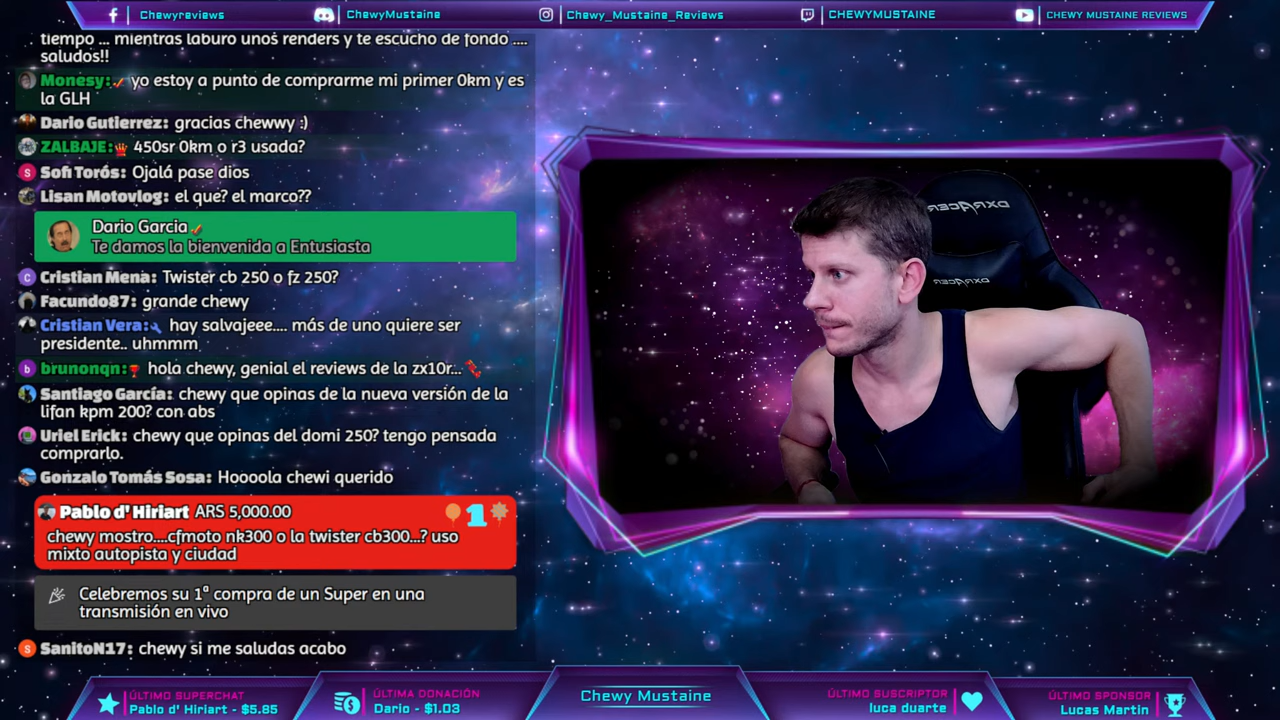 Chewyreviews
ChewyMustaine
Chewy_Mustaine_Reviews
CHEWYMUSTAINE
CHEWY MUSTAINE REVIEWS
tiempo ... mientras laburo unos renders y te escucho de fondo ....
saludos!!
Monesy: yo estoy a punto de comprarme mi primer 0km y es
la GLH
Dario Gutierrez: gracias chewwy :)
ZALBAJE: 450sr 0km o r3 usada?
S Sofi Torós: Ojalá pase dios
Lisan Motovlog: el que? el marco??
Dario Garcia
Te damos la bienvenida a Entusiasta
C Cristian Mena: Twister cb 250 o fz 250?
Facundo87: grande chewy
Cristian Vera: hay salvajeee.... más de uno quiere ser
presidente.. uhmmm
b brunonqn: hola chewy, genial el reviews de la zx10r...
Santiago García: chewy que opinas de la nueva versión de la
lifan kpm 200? con abs
Uriel Erick: chewy que opinas del domi 250? tengo pensada
comprarlo.
Gonzalo Tomás Sosa: Hoooola chewi querido
Pablo d' Hiriart ARS 5,000.00 1
chewy mostro....cfmoto nk300 o la twister cb300...? uso
mixto autopista y ciudad
Celebremos su 1ª compra de un Super en una
transmisión en vivo
S SanitoN17: chewy si me saludas acabo
DXRACER
DXRACER
ÚLTIMO SUPERCHAT
Pablo d' Hiriart - $5.85
ÚLTIMA DONACIÓN
Dario - $1.03
Chewy Mustaine
ÚLTIMO SUSCRIPTOR
luca duarte
ÚLTIMO SPONSOR
Lucas Martin